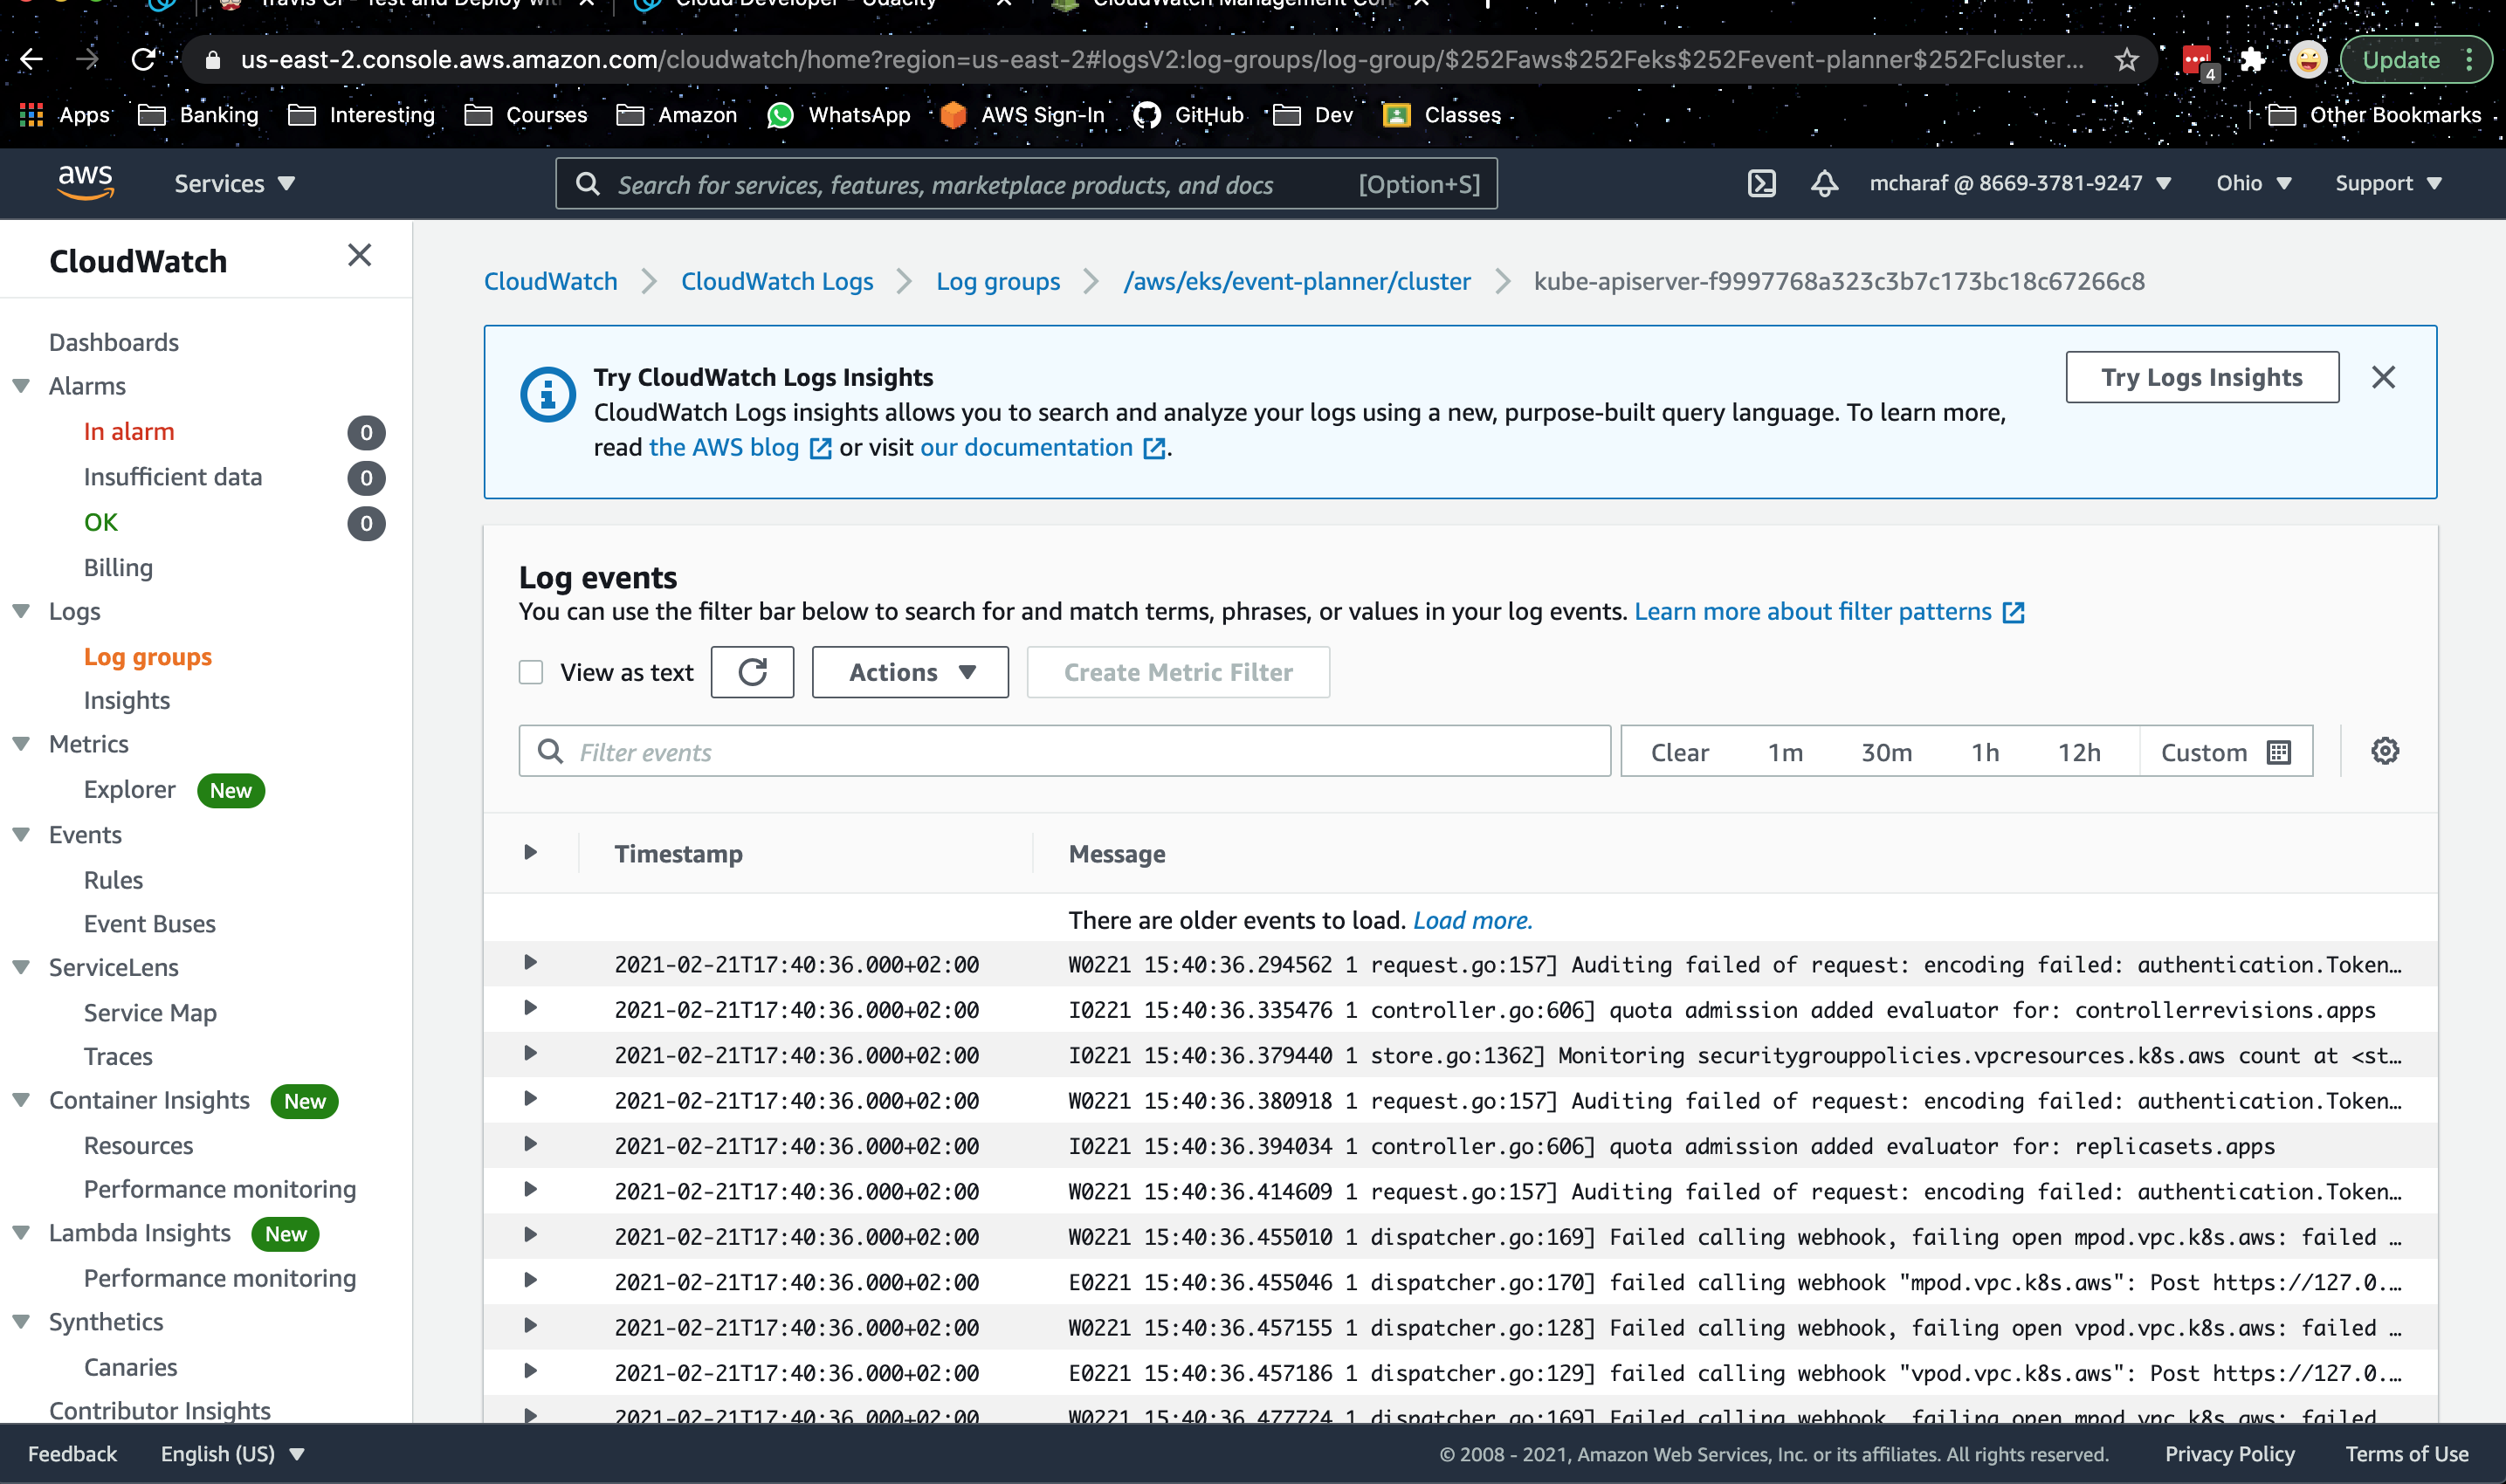 Travis CI - Test and Deploy with
Cloud Developer - Udacity
CloudWatch Management Con
us-east-2.console.aws.amazon.com/cloudwatch/home?region=us-east-2#logsV2:log-groups/log-group/$252Faws$252Feks$252Fevent-planner$252Fcluster...
4
Update
Apps
Banking
Interesting
Courses
Amazon
WhatsApp
AWS Sign-In
GitHub
Dev
Classes
Other Bookmarks
aws
Services
Search for services, features, marketplace products, and docs
[Option+S]
mcharaf @ 8669-3781-9247
Ohio
Support
CloudWatch
Dashboards
Alarms
In alarm 0
Insufficient data 0
OK 0
Billing
Logs
Log groups
Insights
Metrics
Explorer New
Events
Rules
Event Buses
ServiceLens
Service Map
Traces
Container Insights New
Resources
Performance monitoring
Lambda Insights New
Performance monitoring
Synthetics
Canaries
Contributor Insights
CloudWatch > CloudWatch Logs > Log groups > /aws/eks/event-planner/cluster > kube-apiserver-f9997768a323c3b7c173bc18c67266c8
Try CloudWatch Logs Insights
CloudWatch Logs insights allows you to search and analyze your logs using a new, purpose-built query language. To learn more,
read the AWS blog or visit our documentation.
Try Logs Insights
Log events
You can use the filter bar below to search for and match terms, phrases, or values in your log events. Learn more about filter patterns
View as text
Actions
Create Metric Filter
Filter events
Clear 1m 30m 1h 12h Custom
Timestamp Message
There are older events to load. Load more.
2021-02-21T17:40:36.000+02:00 W0221 15:40:36.294562 1 request.go:157] Auditing failed of request: encoding failed: authentication.Token…
2021-02-21T17:40:36.000+02:00 I0221 15:40:36.335476 1 controller.go:606] quota admission added evaluator for: controllerrevisions.apps
2021-02-21T17:40:36.000+02:00 I0221 15:40:36.379440 1 store.go:1362] Monitoring securitygrouppolicies.vpcresources.k8s.aws count at <st…
2021-02-21T17:40:36.000+02:00 W0221 15:40:36.380918 1 request.go:157] Auditing failed of request: encoding failed: authentication.Token…
2021-02-21T17:40:36.000+02:00 I0221 15:40:36.394034 1 controller.go:606] quota admission added evaluator for: replicasets.apps
2021-02-21T17:40:36.000+02:00 W0221 15:40:36.414609 1 request.go:157] Auditing failed of request: encoding failed: authentication.Token…
2021-02-21T17:40:36.000+02:00 W0221 15:40:36.455010 1 dispatcher.go:169] Failed calling webhook, failing open mpod.vpc.k8s.aws: failed …
2021-02-21T17:40:36.000+02:00 E0221 15:40:36.455046 1 dispatcher.go:170] failed calling webhook "mpod.vpc.k8s.aws": Post https://127.0.…
2021-02-21T17:40:36.000+02:00 W0221 15:40:36.457155 1 dispatcher.go:128] Failed calling webhook, failing open vpod.vpc.k8s.aws: failed …
2021-02-21T17:40:36.000+02:00 E0221 15:40:36.457186 1 dispatcher.go:129] failed calling webhook "vpod.vpc.k8s.aws": Post https://127.0.…
2021-02-21T17:40:36.000+02:00 W0221 15:40:36.477724 1 dispatcher.go:169] Failed calling webhook, failing open mpod.vpc.k8s.aws: failed
Feedback
English (US)
© 2008 - 2021, Amazon Web Services, Inc. or its affiliates. All rights reserved.
Privacy Policy
Terms of Use